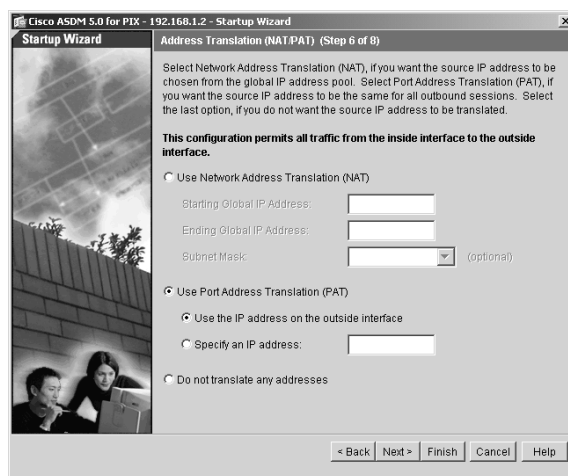 Cisco ASDM 5.0 for PIX - 192.168.1.2 - Startup Wizard
Startup Wizard
Address Translation (NAT/PAT) (Step 6 of 8)
Select Network Address Translation (NAT), if you want the source IP address to be
chosen from the global IP address pool. Select Port Address Translation (PAT), if
you want the source IP address to be the same for all outbound sessions. Select
the last option, if you do not want the source IP address to be translated.
This configuration permits all traffic from the inside interface to the outside
interface.
Use Network Address Translation (NAT)
Starting Global IP Address:
Ending Global IP Address:
Subnet Mask:
(optional)
Use Port Address Translation (PAT)
Use the IP address on the outside interface
Specify an IP address:
Do not translate any addresses
< Back Next > Finish Cancel Help